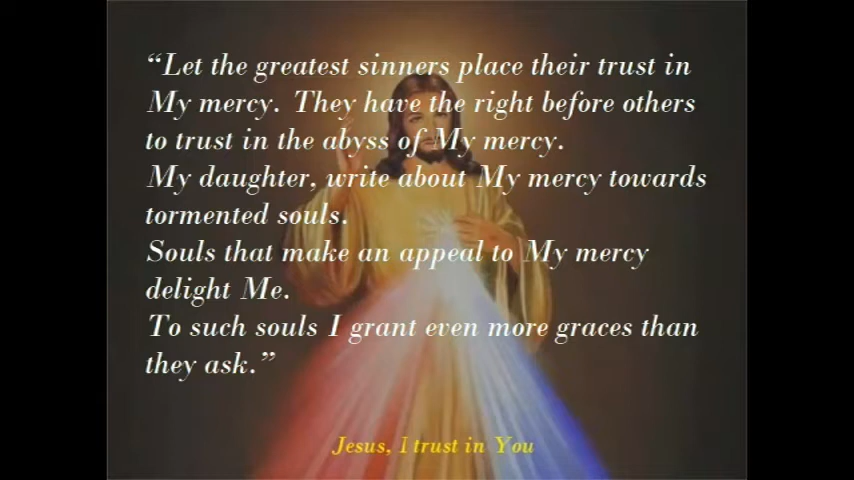 “Let the greatest sinners place their trust in
My mercy. They have the right before others
to trust in the abyss of My mercy.
My daughter, write about My mercy towards
tormented souls.
Souls that make an appeal to My mercy
delight Me.
To such souls I grant even more graces than
they ask.”
Jesus, I trust in You